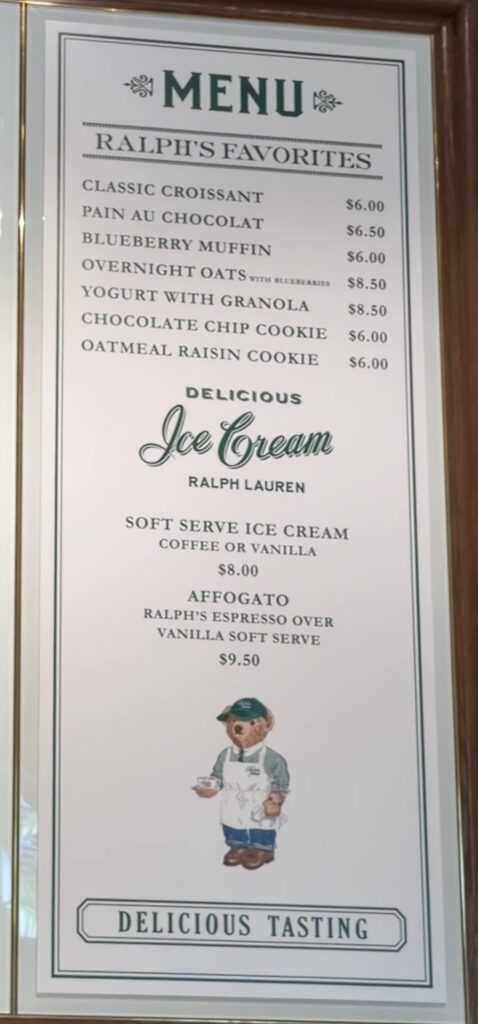 MENU
RALPH'S FAVORITES
CLASSIC CROISSANT $6.00
PAIN AU CHOCOLAT $6.50
BLUEBERRY MUFFIN $6.00
OVERNIGHT OATS WITH BLUEBERRIES $8.50
YOGURT WITH GRANOLA $8.50
CHOCOLATE CHIP COOKIE $6.00
OATMEAL RAISIN COOKIE $6.00
DELICIOUS
Ice Cream
RALPH LAUREN
SOFT SERVE ICE CREAM
COFFEE OR VANILLA
$8.00
AFFOGATO
RALPH'S ESPRESSO OVER
VANILLA SOFT SERVE
$9.50
DELICIOUS TASTING